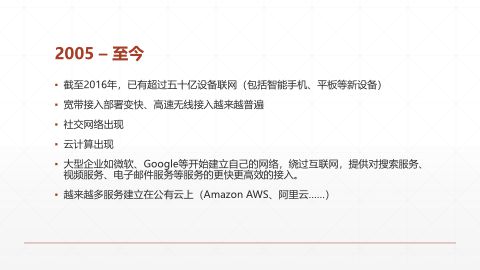 2005 – 至今
▪ 截至2016年，已有超过五十亿设备联网（包括智能手机、平板等新设备）
▪ 宽带接入部署变快、高速无线接入越来越普遍
▪ 社交网络出现
▪ 云计算出现
▪ 大型企业如微软、Google等开始建立自己的网络，绕过互联网，提供对搜索服务、
视频服务、电子邮件服务等服务的更快更高效的接入。
▪ 越来越多服务建立在公有云上（Amazon AWS、阿里云……）